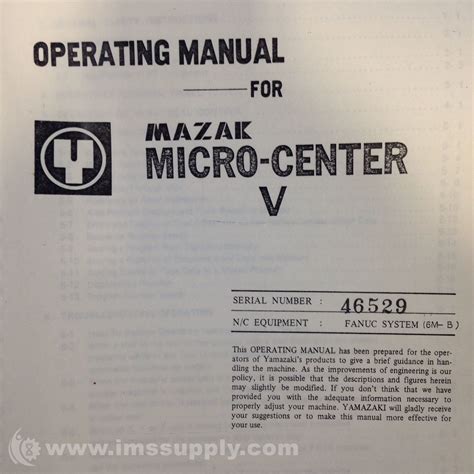 OPERATING MANUAL
FOR
MAZAK
MICRO-CENTER
V
SERIAL NUMBER : 46529
N/C EQUIPMENT : FANUC SYSTEM (6M- B)
This OPERATING MANUAL has been prepared for the oper-
ators of Yamazaki's products to give a brief guidance in han-
dling the machine. As the improvements of engineering is our
policy, it is possible that the descriptions and figures herein
may slightly be modified. If you don't think that we have
provided you with the adequate information necessary to
properly adjust your machine. YAMAZAKI will gladly receive
your suggestions or to make this manual more effective for
your use.
www.imssupply.com